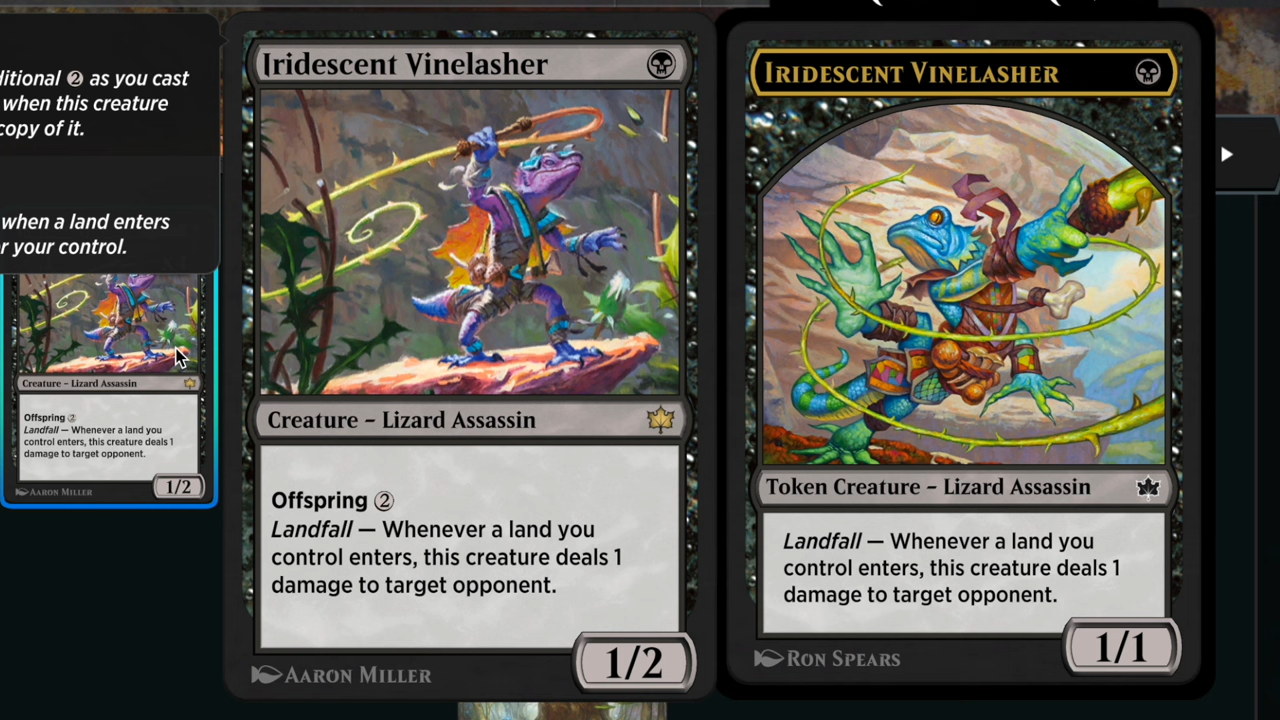 ditional ② as you cast
when this creature
copy of it.
when a land enters
r your control.
Creature – Lizard Assassin
Offspring ②
Landfall — Whenever a land you
control enters, this creature deals 1
damage to target opponent.
Aaron Miller
1/2
Iridescent Vinelasher
Creature – Lizard Assassin
Offspring ②
Landfall — Whenever a land you
control enters, this creature deals 1
damage to target opponent.
1/2
Aaron Miller
Iridescent Vinelasher
Token Creature – Lizard Assassin
Landfall — Whenever a land you
control enters, this creature deals 1
damage to target opponent.
1/1
Ron Spears